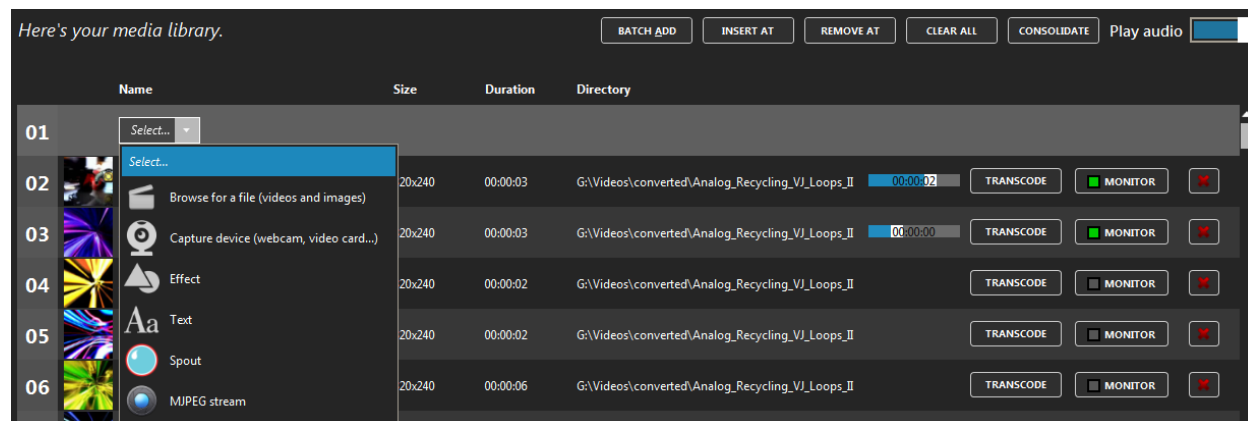 Here's your media library.
BATCH ADD INSERT AT REMOVE AT CLEAR ALL CONSOLIDATE Play audio
Name Size Duration Directory
01 Select...
Select...
02 20x240 00:00:03 G:\Videos\converted\Analog_Recycling_VJ_Loops_II 00:00:02 TRANSCODE MONITOR
Browse for a file (videos and images)
03 20x240 00:00:03 G:\Videos\converted\Analog_Recycling_VJ_Loops_II 00:00:00 TRANSCODE MONITOR
Capture device (webcam, video card...)
04 20x240 00:00:02 G:\Videos\converted\Analog_Recycling_VJ_Loops_II TRANSCODE MONITOR
Effect
Aa Text
05 20x240 00:00:02 G:\Videos\converted\Analog_Recycling_VJ_Loops_II TRANSCODE MONITOR
Spout
06 20x240 00:00:06 G:\Videos\converted\Analog_Recycling_VJ_Loops_II TRANSCODE MONITOR
MJPEG stream